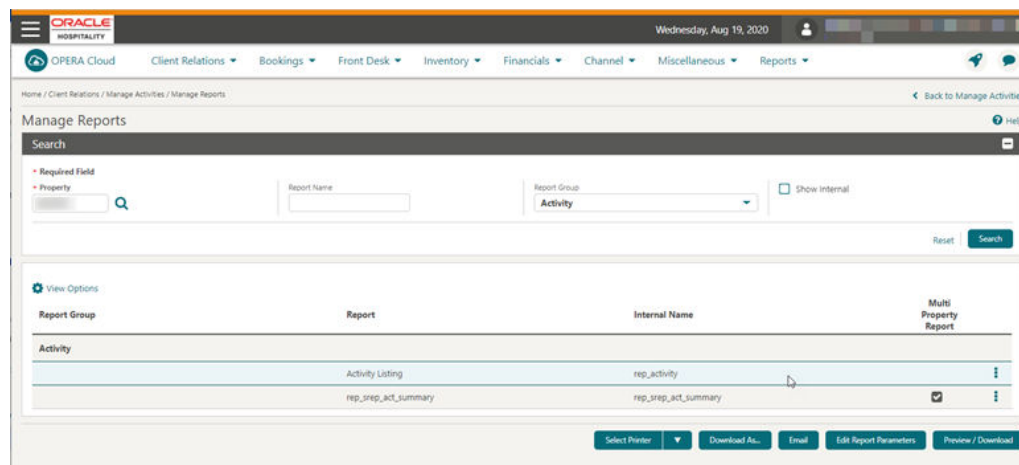 ORACLE
HOSPITALITY
Wednesday, Aug 19, 2020
OPERA Cloud Client Relations Bookings Front Desk Inventory Financials Channel Miscellaneous Reports
Home / Client Relations / Manage Activities / Manage Reports Back to Manage Activitie
Manage Reports Hel
Search
* Required Field
* Property Report Name Report Group
Activity Show Internal
Reset Search
View Options
Report Group Report Internal Name Multi Property Report
Activity
Activity Listing rep_activity
rep_srep_act_summary rep_srep_act_summary
Select Printer Download As... Email Edit Report Parameters Preview / Download